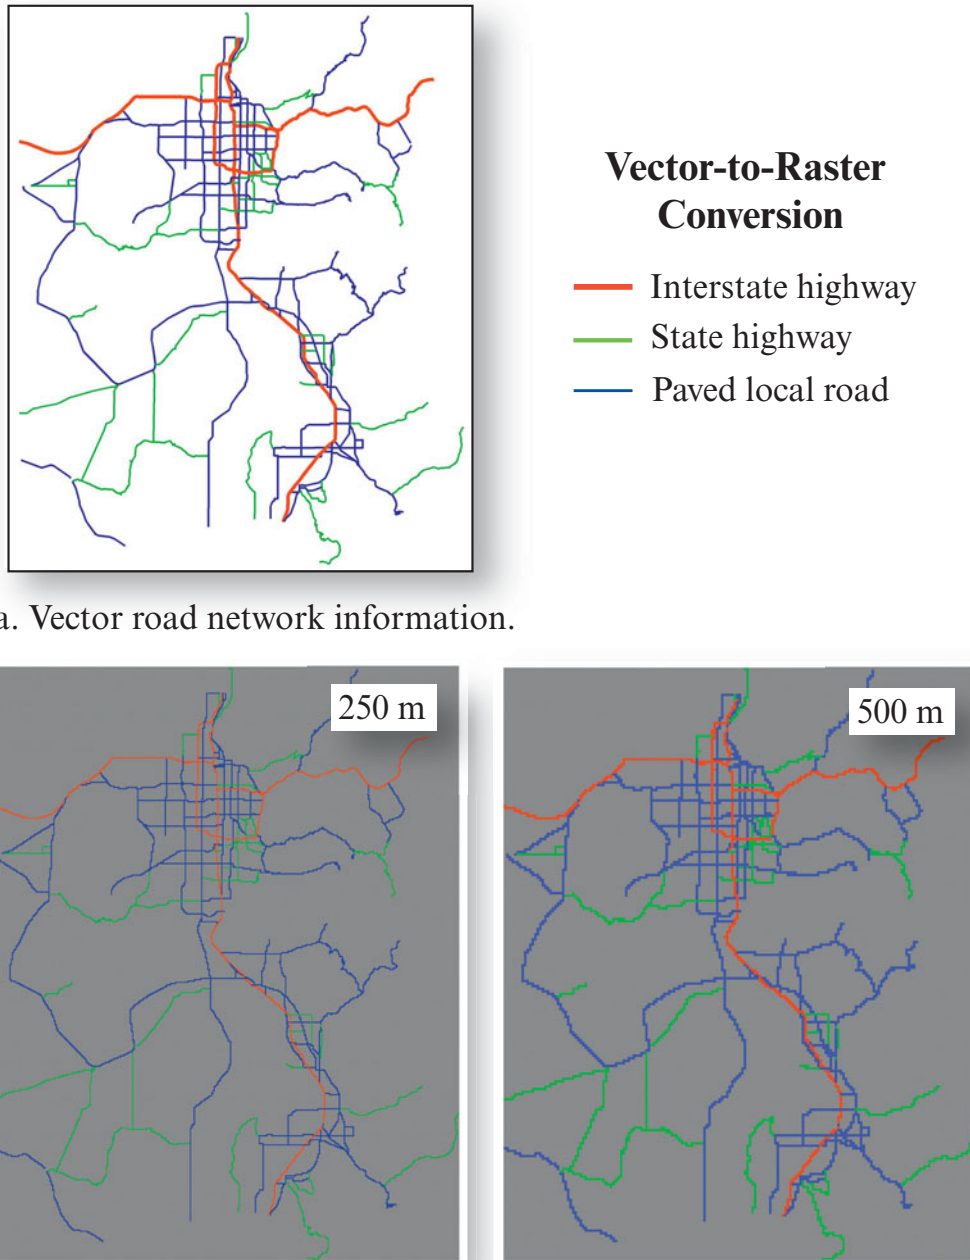 Vector-to-Raster
Conversion
Interstate highway
State highway
Paved local road
a. Vector road network information.
250 m
500 m